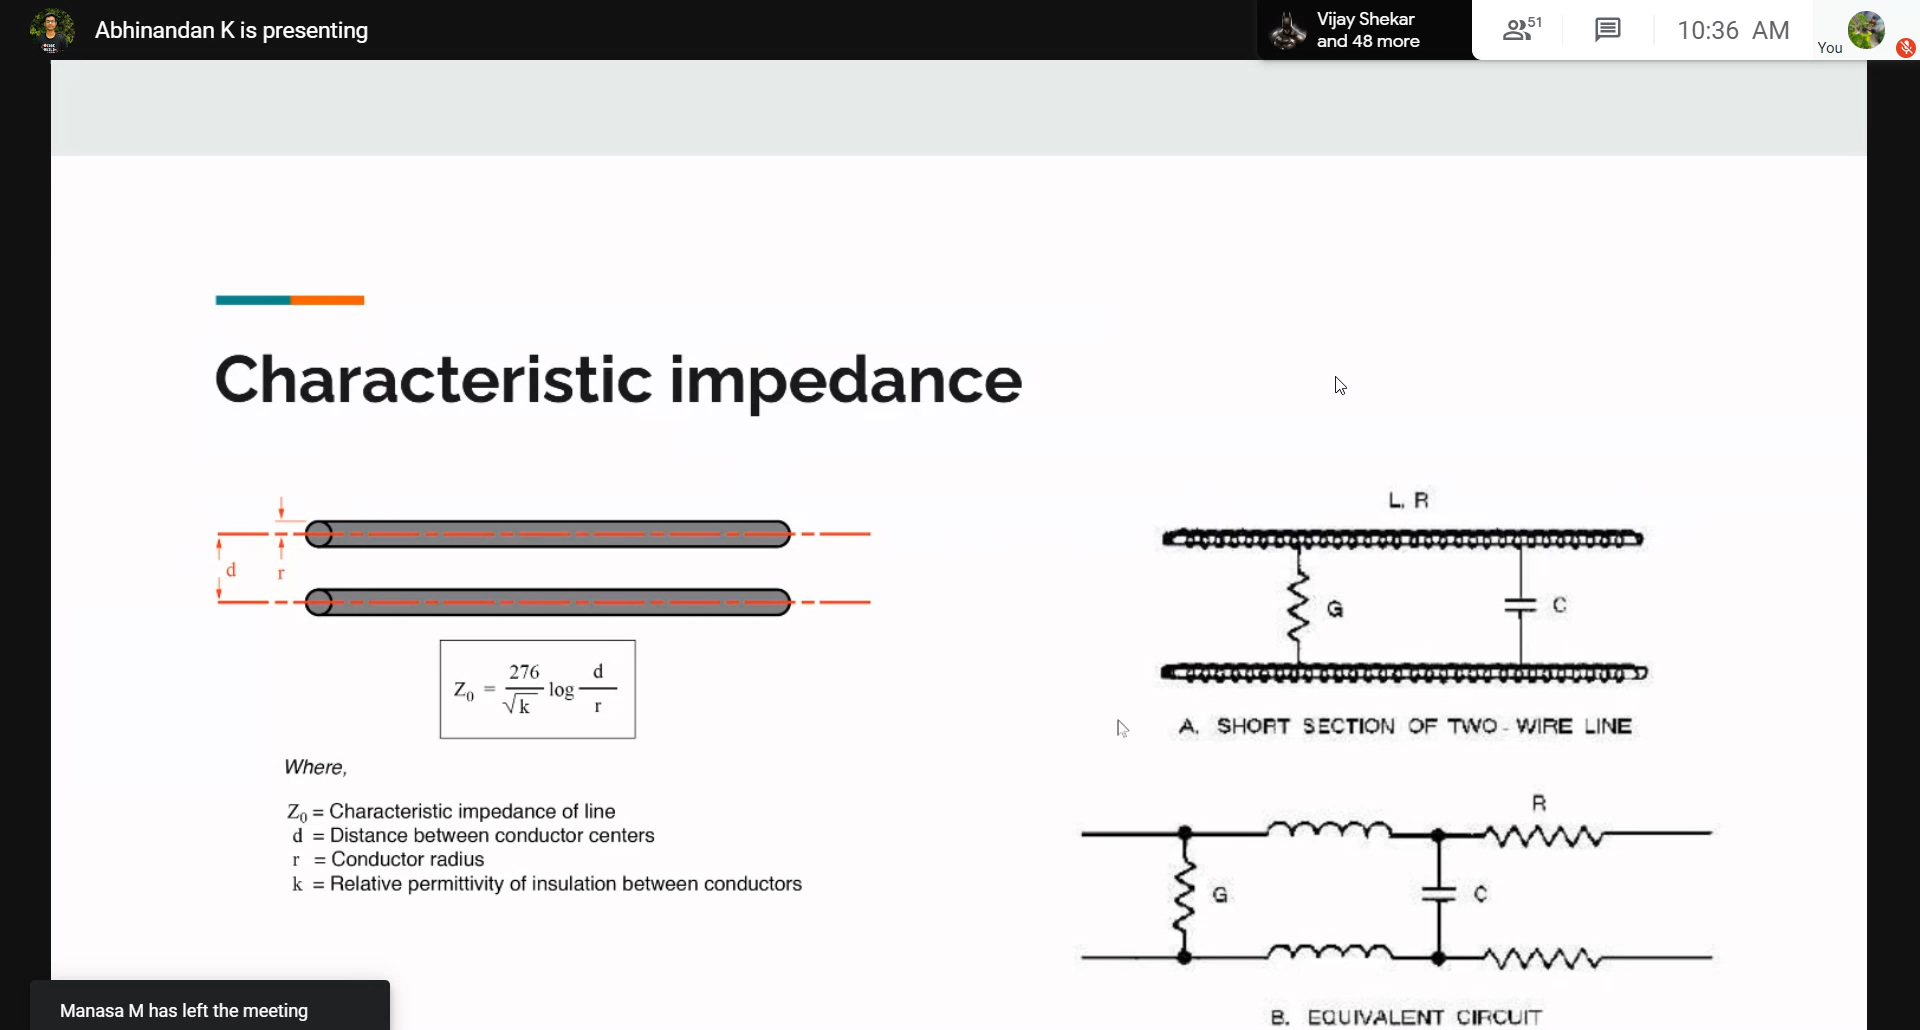 Abhinandan K is presenting
Vijay Shekar
and 48 more
51
10:36 AM
You
Characteristic impedance
d
r
Z₀ = 276/√k log d/r
Where,
Z₀ = Characteristic impedance of line
d = Distance between conductor centers
r = Conductor radius
k = Relative permittivity of insulation between conductors
L, R
G
C
A. SHORT SECTION OF TWO-WIRE LINE
R
G
C
B. EQUIVALENT CIRCUIT
Manasa M has left the meeting